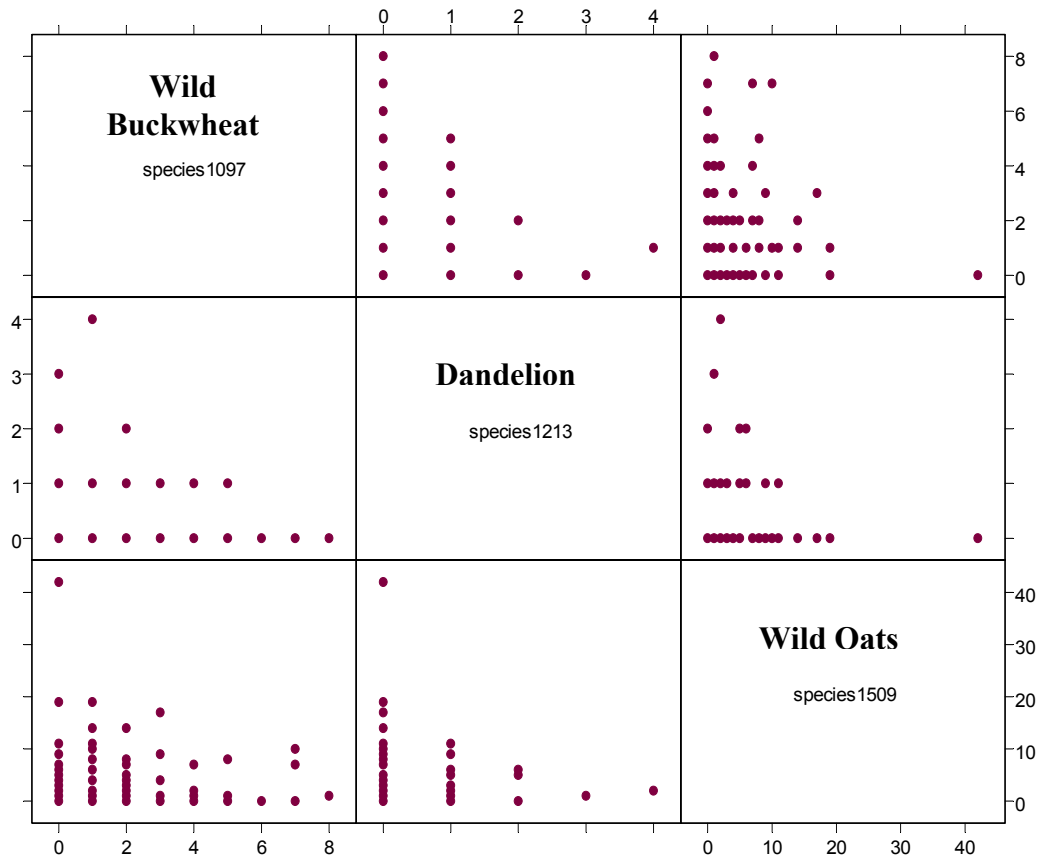 0 1 2 3 4
Wild
Buckwheat
species1097
8
6
4
2
0
4
3
2
1
0
Dandelion
species1213
Wild Oats
species1509
40
30
20
10
0
0 2 4 6 8
0 10 20 30 40